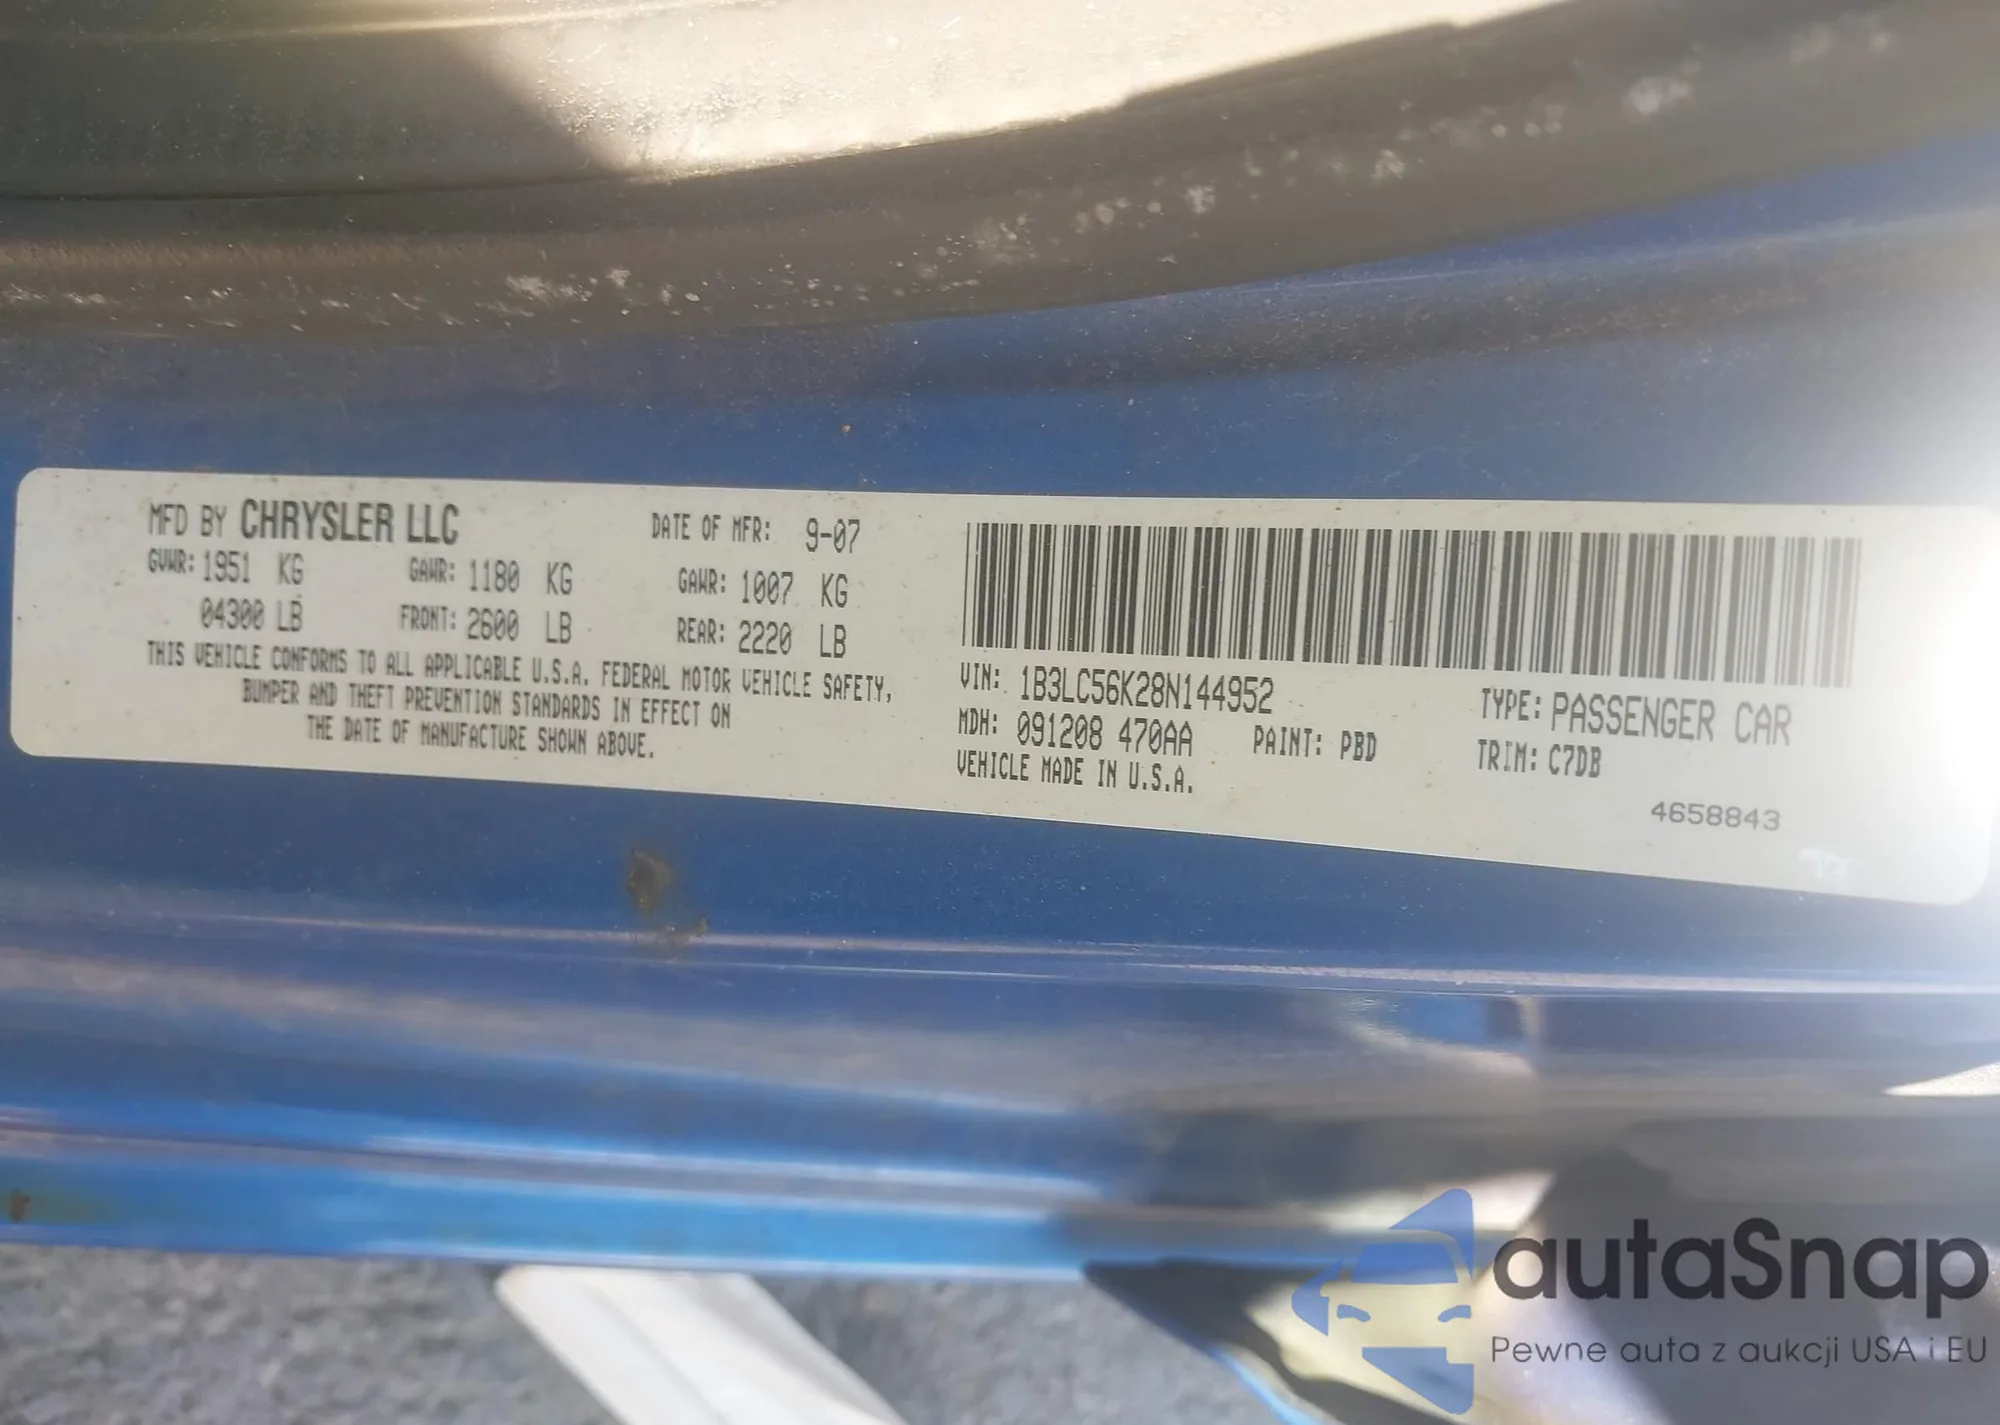 MFD BY CHRYSLER LLC DATE OF MFR: 9-07
GVWR: 1951 KG GAWR: 1180 KG GAWR: 1007 KG
04300 LB FRONT: 2600 LB REAR: 2220 LB
THIS VEHICLE CONFORMS TO ALL APPLICABLE U.S.A. FEDERAL MOTOR VEHICLE SAFETY,
BUMPER AND THEFT PREVENTION STANDARDS IN EFFECT ON
THE DATE OF MANUFACTURE SHOWN ABOVE.
VIN: 1B3LC56K28N144952 TYPE: PASSENGER CAR
MDH: 091208 470AA PAINT: PBD TRIM: C7DB
VEHICLE MADE IN U.S.A.
4658843
autaSnap
Pewne auta z aukcji USA i EU